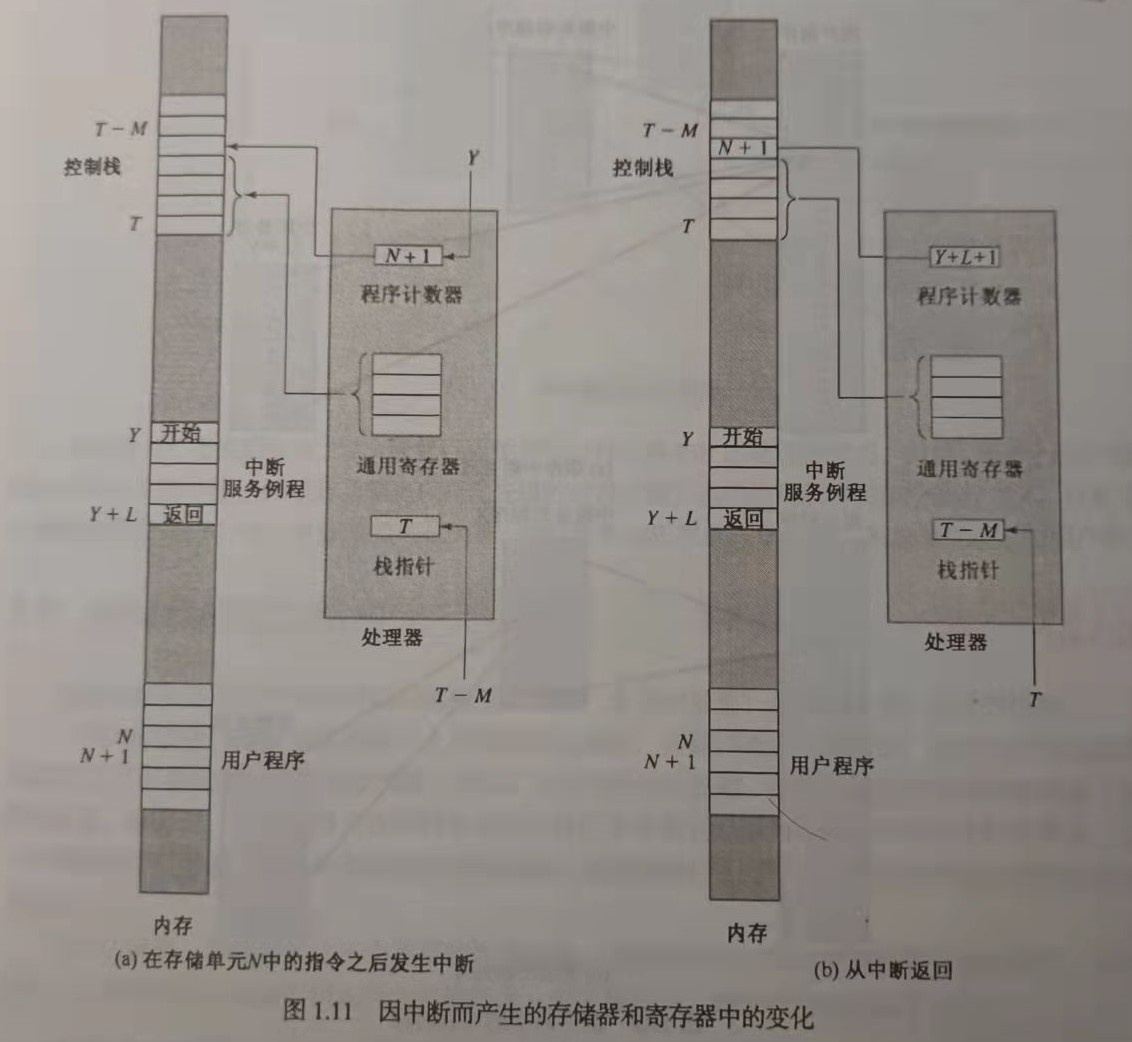 T − M
控制栈
T
Y
N + 1
程序计数器
Y
开始
中断
服务例程
通用寄存器
Y + L
返回
T
栈指针
处理器
T − M
N
N + 1
用户程序
内存
(a) 在存储单元N中的指令之后发生中断
T − M
N + 1
控制栈
T
Y+L+1
程序计数器
Y
开始
中断
服务例程
通用寄存器
Y + L
返回
T − M
栈指针
处理器
T
N
N + 1
用户程序
内存
(b) 从中断返回
图 1.11 因中断而产生的存储器和寄存器中的变化